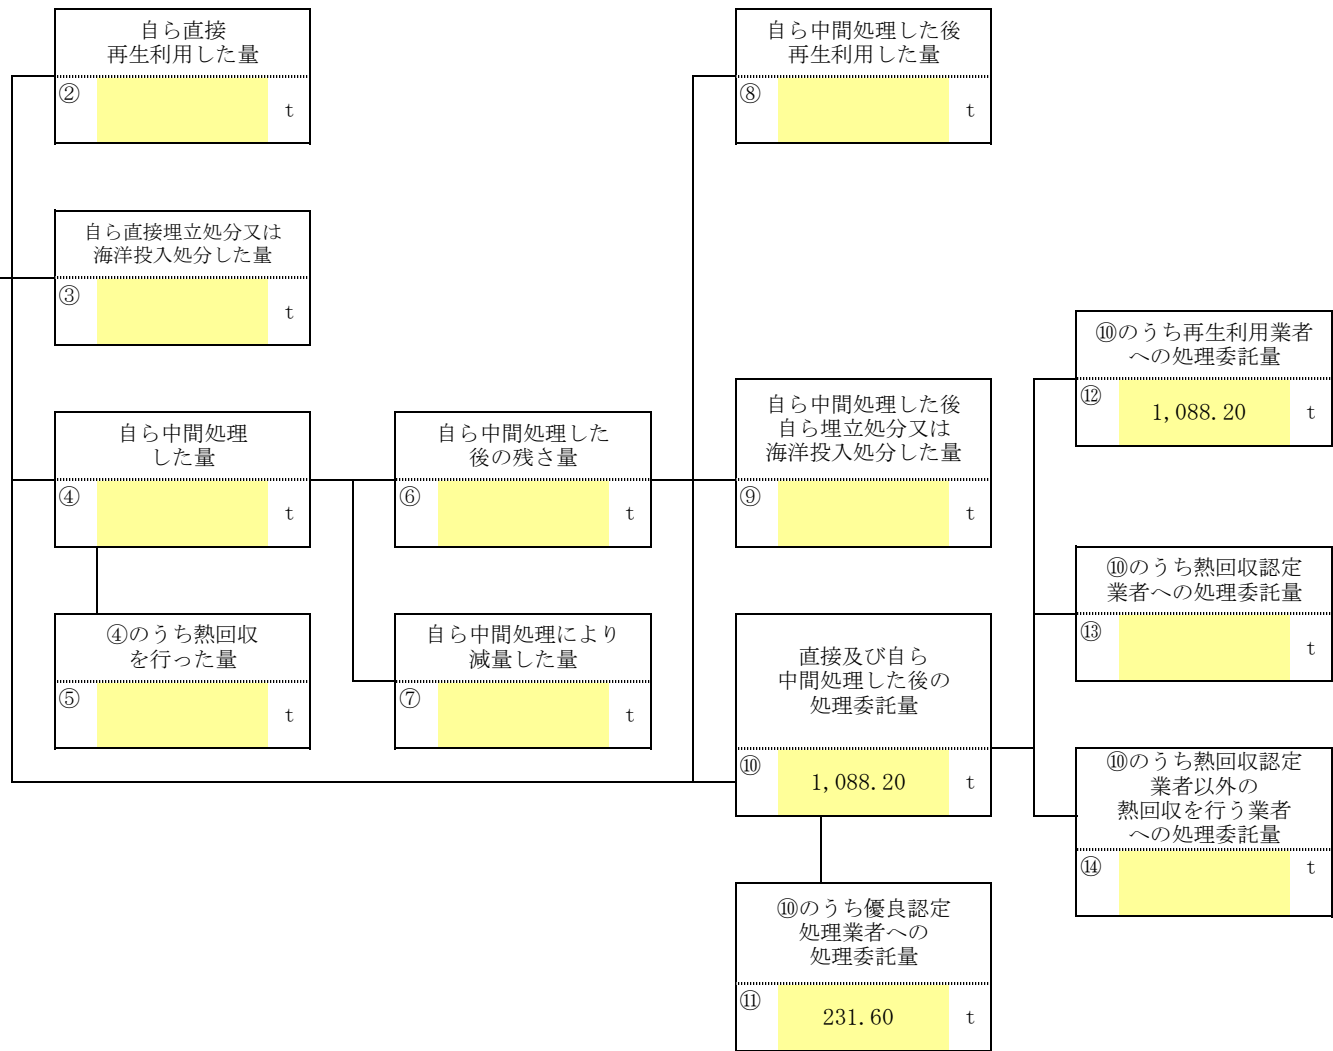 自ら直接
再生利用した量
②
t
自ら中間処理した後
再生利用した量
⑧
t
自ら直接埋立処分又は
海洋投入処分した量
③
t
⑩のうち再生利用業者
への処理委託量
⑫
1,088.20
t
自ら中間処理
した量
④
t
自ら中間処理した
後の残さ量
⑥
t
自ら中間処理した後
自ら埋立処分又は
海洋投入処分した量
⑨
t
⑩のうち熱回収認定
業者への処理委託量
⑬
t
④のうち熱回収
を行った量
⑤
t
自ら中間処理により
減量した量
⑦
t
直接及び自ら
中間処理した後の
処理委託量
⑩
1,088.20
t
⑩のうち熱回収認定
業者以外の
熱回収を行う業者
への処理委託量
⑭
t
⑩のうち優良認定
処理業者への
処理委託量
⑪
231.60
t